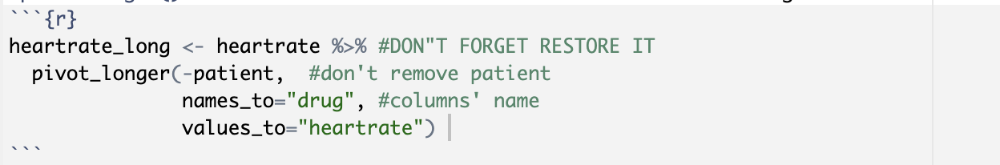 ```{r}
heartrate_long <- heartrate %>% #DON"T FORGET RESTORE IT
  pivot_longer(-patient,  #don't remove patient
               names_to="drug", #columns' name
               values_to="heartrate")
```